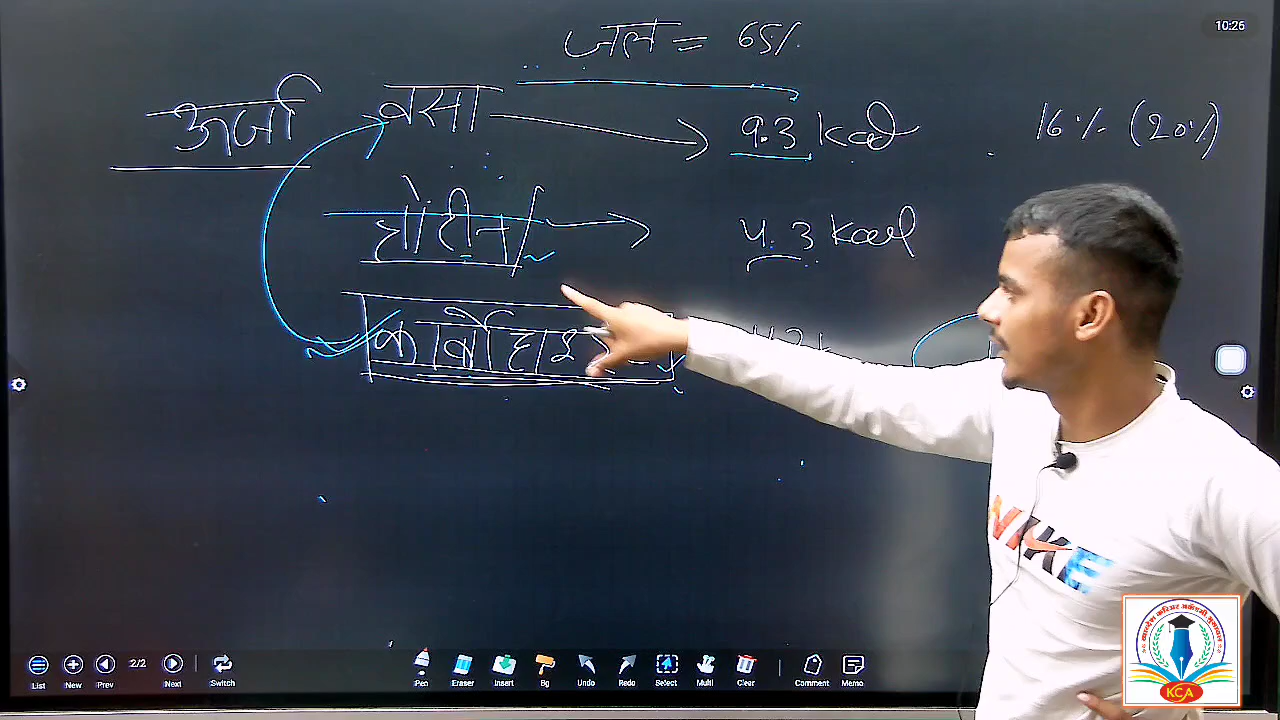 10:26
जल = 65%
ऊर्जा वसा → 9.3 kcal 16% (20%)
प्रोटीन → 4.3 kcal
कार्बोहाइ
NIKE
List New Prev 2/2 Next Switch Pen Eraser Insert Bg Undo Redo Select Multi Clear Comment Memo
KCA